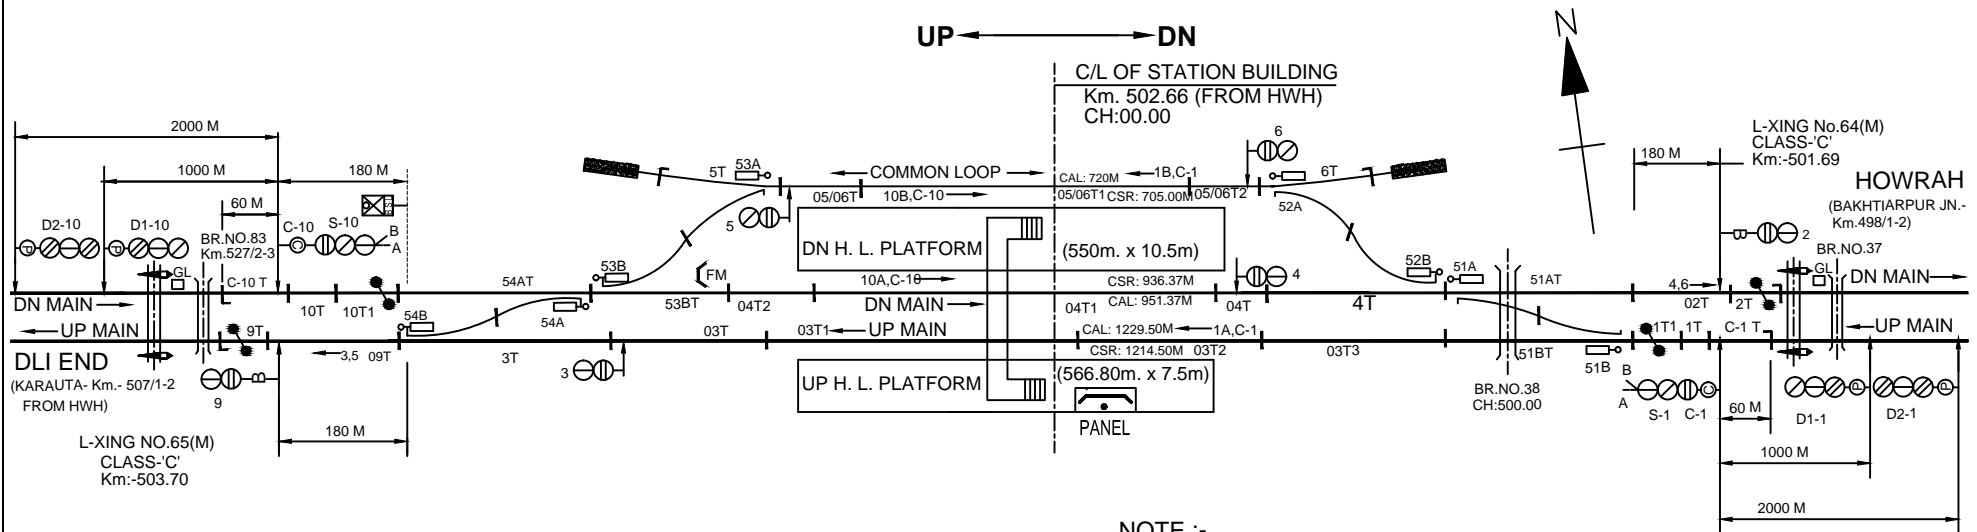 UP DN
N
C/L OF STATION BUILDING
Km. 502.66 (FROM HWH)
CH:00.00
2000 M
1000 M
180 M
60 M
D2-10
D1-10
C-10
S-10
B
A
BR.NO.83
Km.527/2-3
GL
C-10 T
10T
10T1
54AT
5T
53A
COMMON LOOP
CAL: 720M
1B,C-1
6
6T
05/06T
10B,C-10
05/06T1
CSR: 705.00M
05/06T2
52A
5
DN H. L. PLATFORM
(550m. x 10.5m)
53B
FM
10A,C-10
CSR: 936.37M
4
52B
51A
51AT
L-XING No.64(M)
CLASS-'C'
Km:-501.69
180 M
HOWRAH
(BAKHTIARPUR JN.-
Km.498/1-2)
2
BR.NO.37
GL
DN MAIN
4,6
02T
2T
DN MAIN
54B
54A
53BT
04T2
DN MAIN
04T1
CAL: 951.37M
04T
4T
UP MAIN
9T
3,5
09T
3T
03T
03T1
UP MAIN
CAL: 1229.50M
1A,C-1
CSR: 1214.50M
03T2
03T3
51BT
51B
1T1
1T
C-1 T
UP MAIN
DLI END
(KARAUTA- Km.- 507/1-2
FROM HWH)
9
3
UP H. L. PLATFORM
(566.80m. x 7.5m)
PANEL
BR.NO.38
CH:500.00
B
A
S-1
C-1
D1-1
D2-1
60 M
1000 M
2000 M
180 M
L-XING NO.65(M)
CLASS-'C'
Km:-503.70
NOTE :-